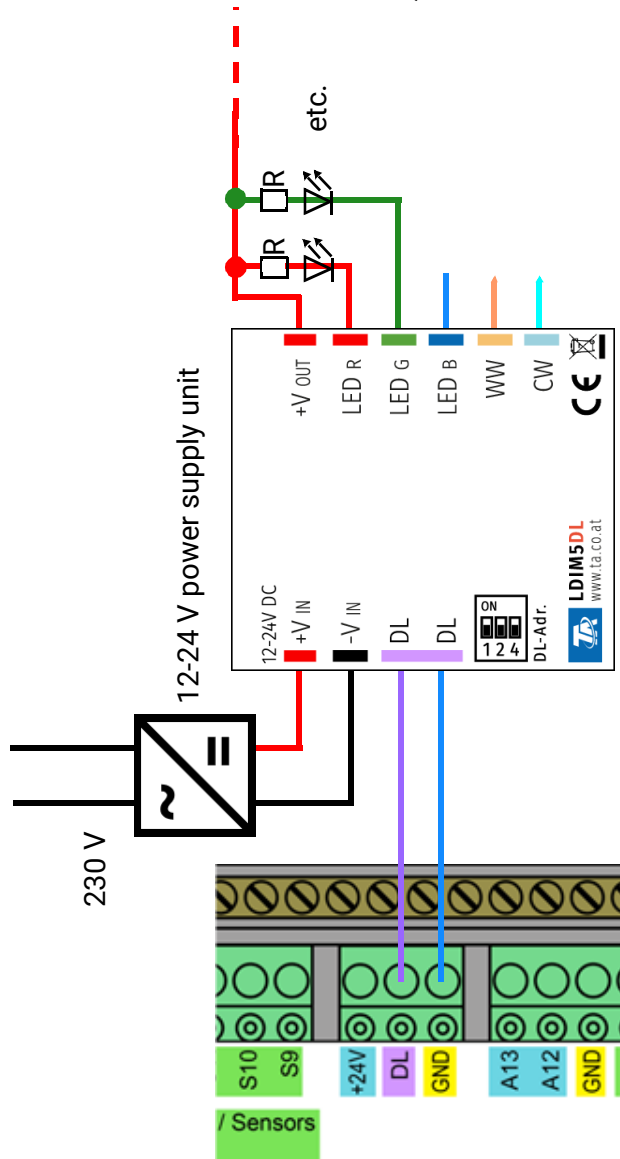 etc.
R
R
+V OUT
LED R
LED G
LED B
WW
CW
CE
12-24 V power supply unit
12-24V DC
+V IN
-V IN
DL
DL
ON
1 2 4
DL-Adr.
TA
LDIM5DL
www.ta.co.at
230 V
S10
S9
+24V
DL
GND
A13
A12
GND
/ Sensors